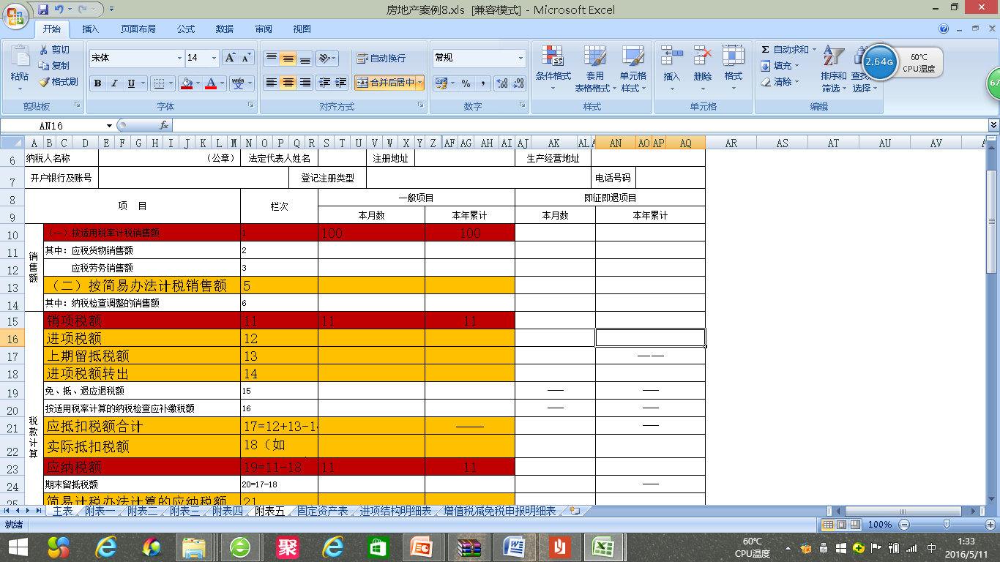 房地产案例8.xls [兼容模式] - Microsoft Excel
开始 插入 页面布局 公式 数据 审阅 视图
粘贴 剪切 复制 格式刷 剪贴板
宋体 14 B I U 字体
自动换行 合并后居中 对齐方式
常规 % 数字
条件格式 套用表格格式 单元格样式 样式
插入 删除 格式 单元格
Σ 自动求和 填充 清除 排序和筛选 编辑
2.64G 60℃ CPU温度
67
AN16 fx
A B C D E F G H I J K L M N O P Q R S T U V W X Y Z AF AG AH AI AJ AK AL AN AO AP AQ AR AS AT AU AV
6 纳税人名称 （公章） 法定代表人姓名 注册地址 生产经营地址
7 开户银行及账号 登记注册类型 电话号码
8 项 目 栏次 一般项目 即征即退项目
9 本月数 本年累计 本月数 本年累计
销售额
10 （一）按适用税率计税销售额 1 100 100
11 其中：应税货物销售额 2
12 应税劳务销售额 3
13 （二）按简易办法计税销售额 5
14 其中：纳税检查调整的销售额 6
税款计算
15 销项税额 11 11 11
16 进项税额 12
17 上期留抵税额 13 ——
18 进项税额转出 14
19 免、抵、退应退税额 15 —— ——
20 按适用税率计算的纳税检查应补缴税额 16 —— ——
21 应抵扣税额合计 17=12+13-1 —— ——
22 实际抵扣税额 18（如
23 应纳税额 19=11-18 11 11
24 期末留抵税额 20=17-18 ——
25 简易计税办法计算的应纳税额 21
主表 附表一 附表二 附表三 附表四 附表五 固定资产表 进项结构明细表 增值税减免税申报明细表
就绪 100%
聚 60℃ CPU温度 中 1:33
2016/5/11